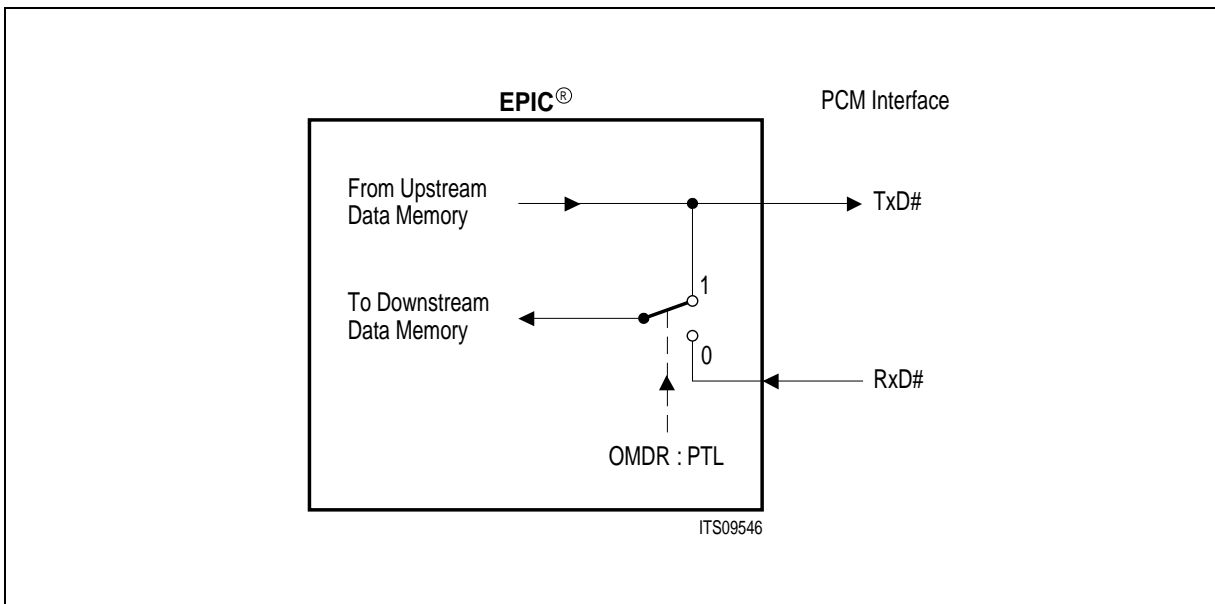 EPIC®
PCM Interface
From Upstream
Data Memory
TxD#
1
To Downstream
Data Memory
0
RxD#
OMDR : PTL
ITS09546